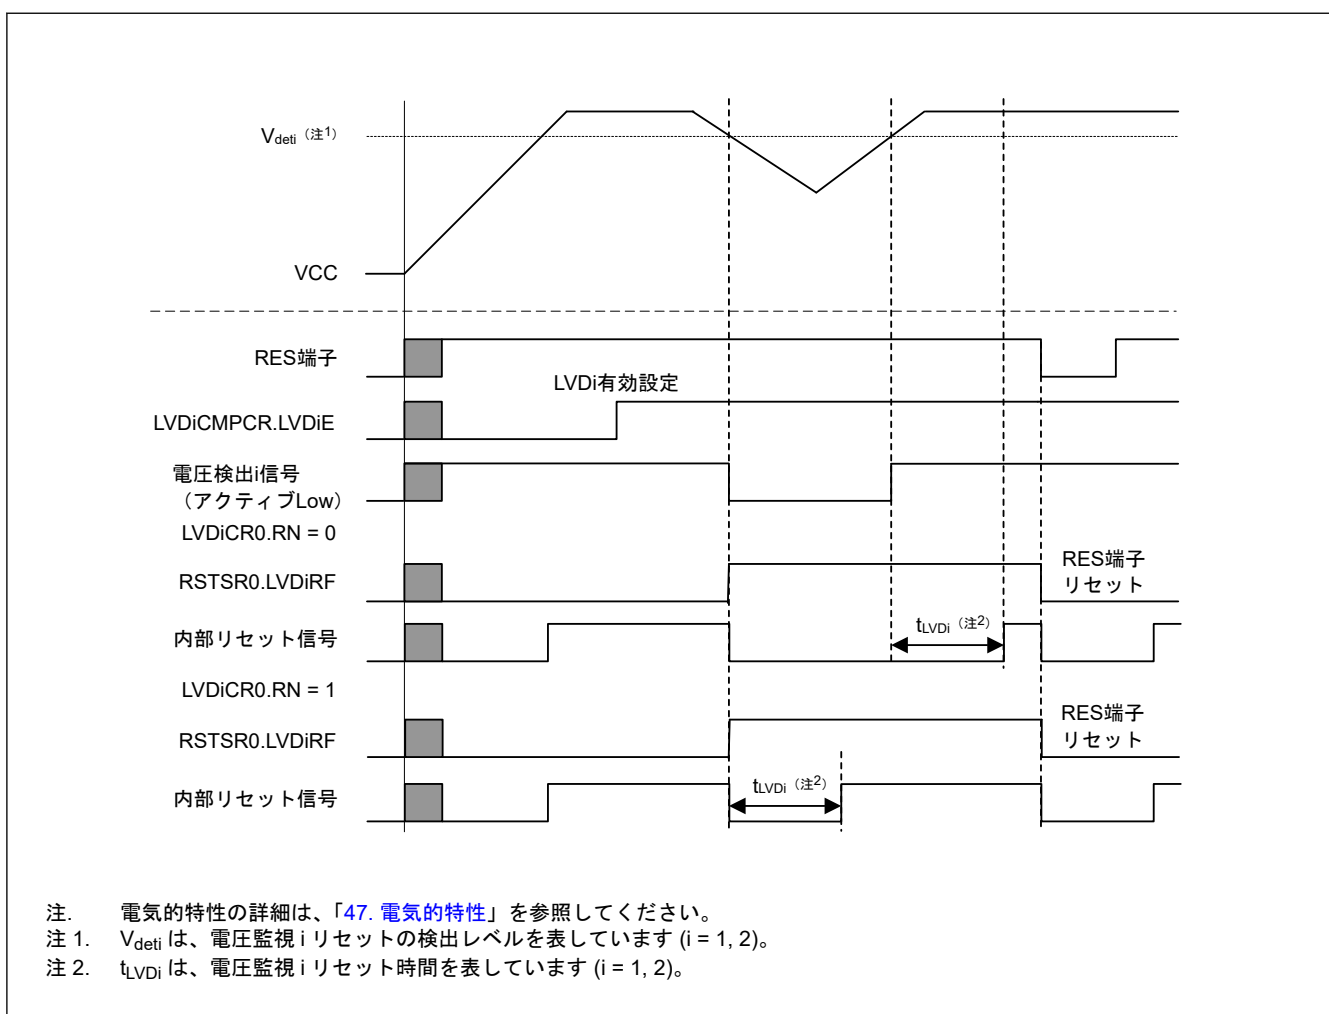 Vdeti（注1）
VCC
RES端子
LVDi有効設定
LVDiCMPCR.LVDiE
電圧検出i信号
（アクティブLow）
LVDiCR0.RN = 0
RES端子
リセット
RSTSR0.LVDiRF
tLVDi（注2）
内部リセット信号
LVDiCR0.RN = 1
RES端子
リセット
RSTSR0.LVDiRF
tLVDi（注2）
内部リセット信号
注. 電気的特性の詳細は、「47. 電気的特性」を参照してください。
注 1. Vdeti は、電圧監視 i リセットの検出レベルを表しています (i = 1, 2)。
注 2. tLVDi は、電圧監視 i リセット時間を表しています (i = 1, 2)。